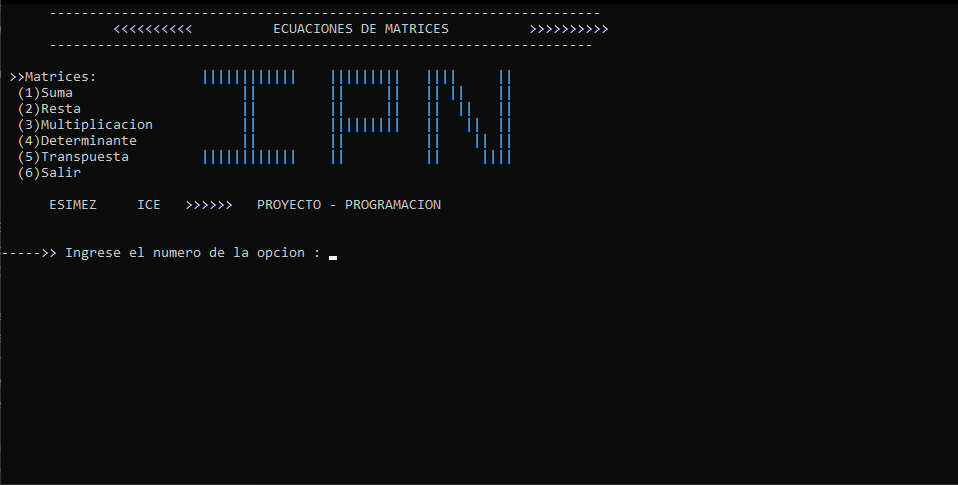 ---------------------------------------------------------------------
<<<<<<<<<< ECUACIONES DE MATRICES >>>>>>>>>>
--------------------------------------------------------------------
>>Matrices:
(1)Suma
(2)Resta
(3)Multiplicacion
(4)Determinante
(5)Transpuesta
(6)Salir
IPN
ESIMEZ ICE >>>>>> PROYECTO - PROGRAMACION
----->> Ingrese el numero de la opcion :